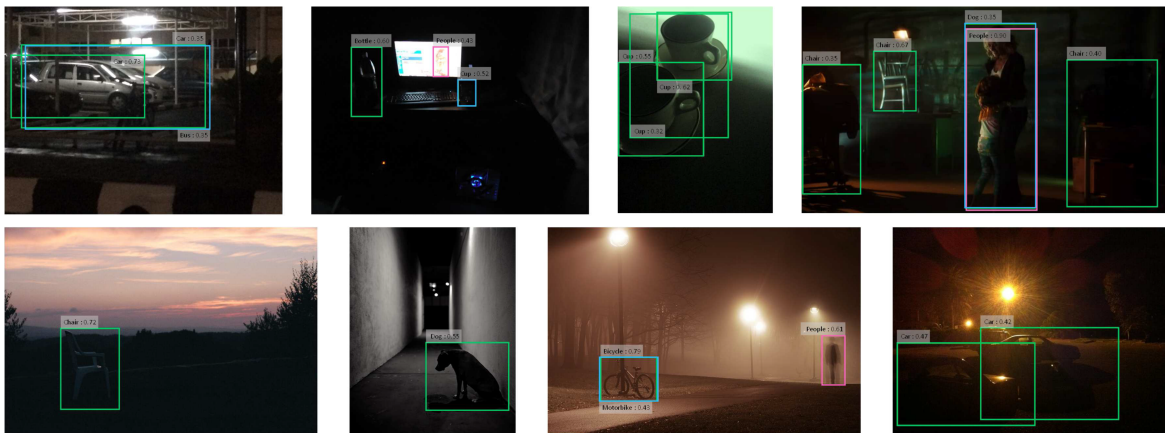 Car : 0.35
Car : 0.73
Bus : 0.35
Bottle : 0.60
People : 0.43
Cup : 0.52
Cup : 0.55
Cup : 0.62
Cup : 0.32
Dog : 0.35
People : 0.90
Chair : 0.67
Chair : 0.35
Chair : 0.40
Chair : 0.72
Dog : 0.55
Bicycle : 0.79
Motorbike : 0.43
People : 0.61
Car : 0.42
Car : 0.47